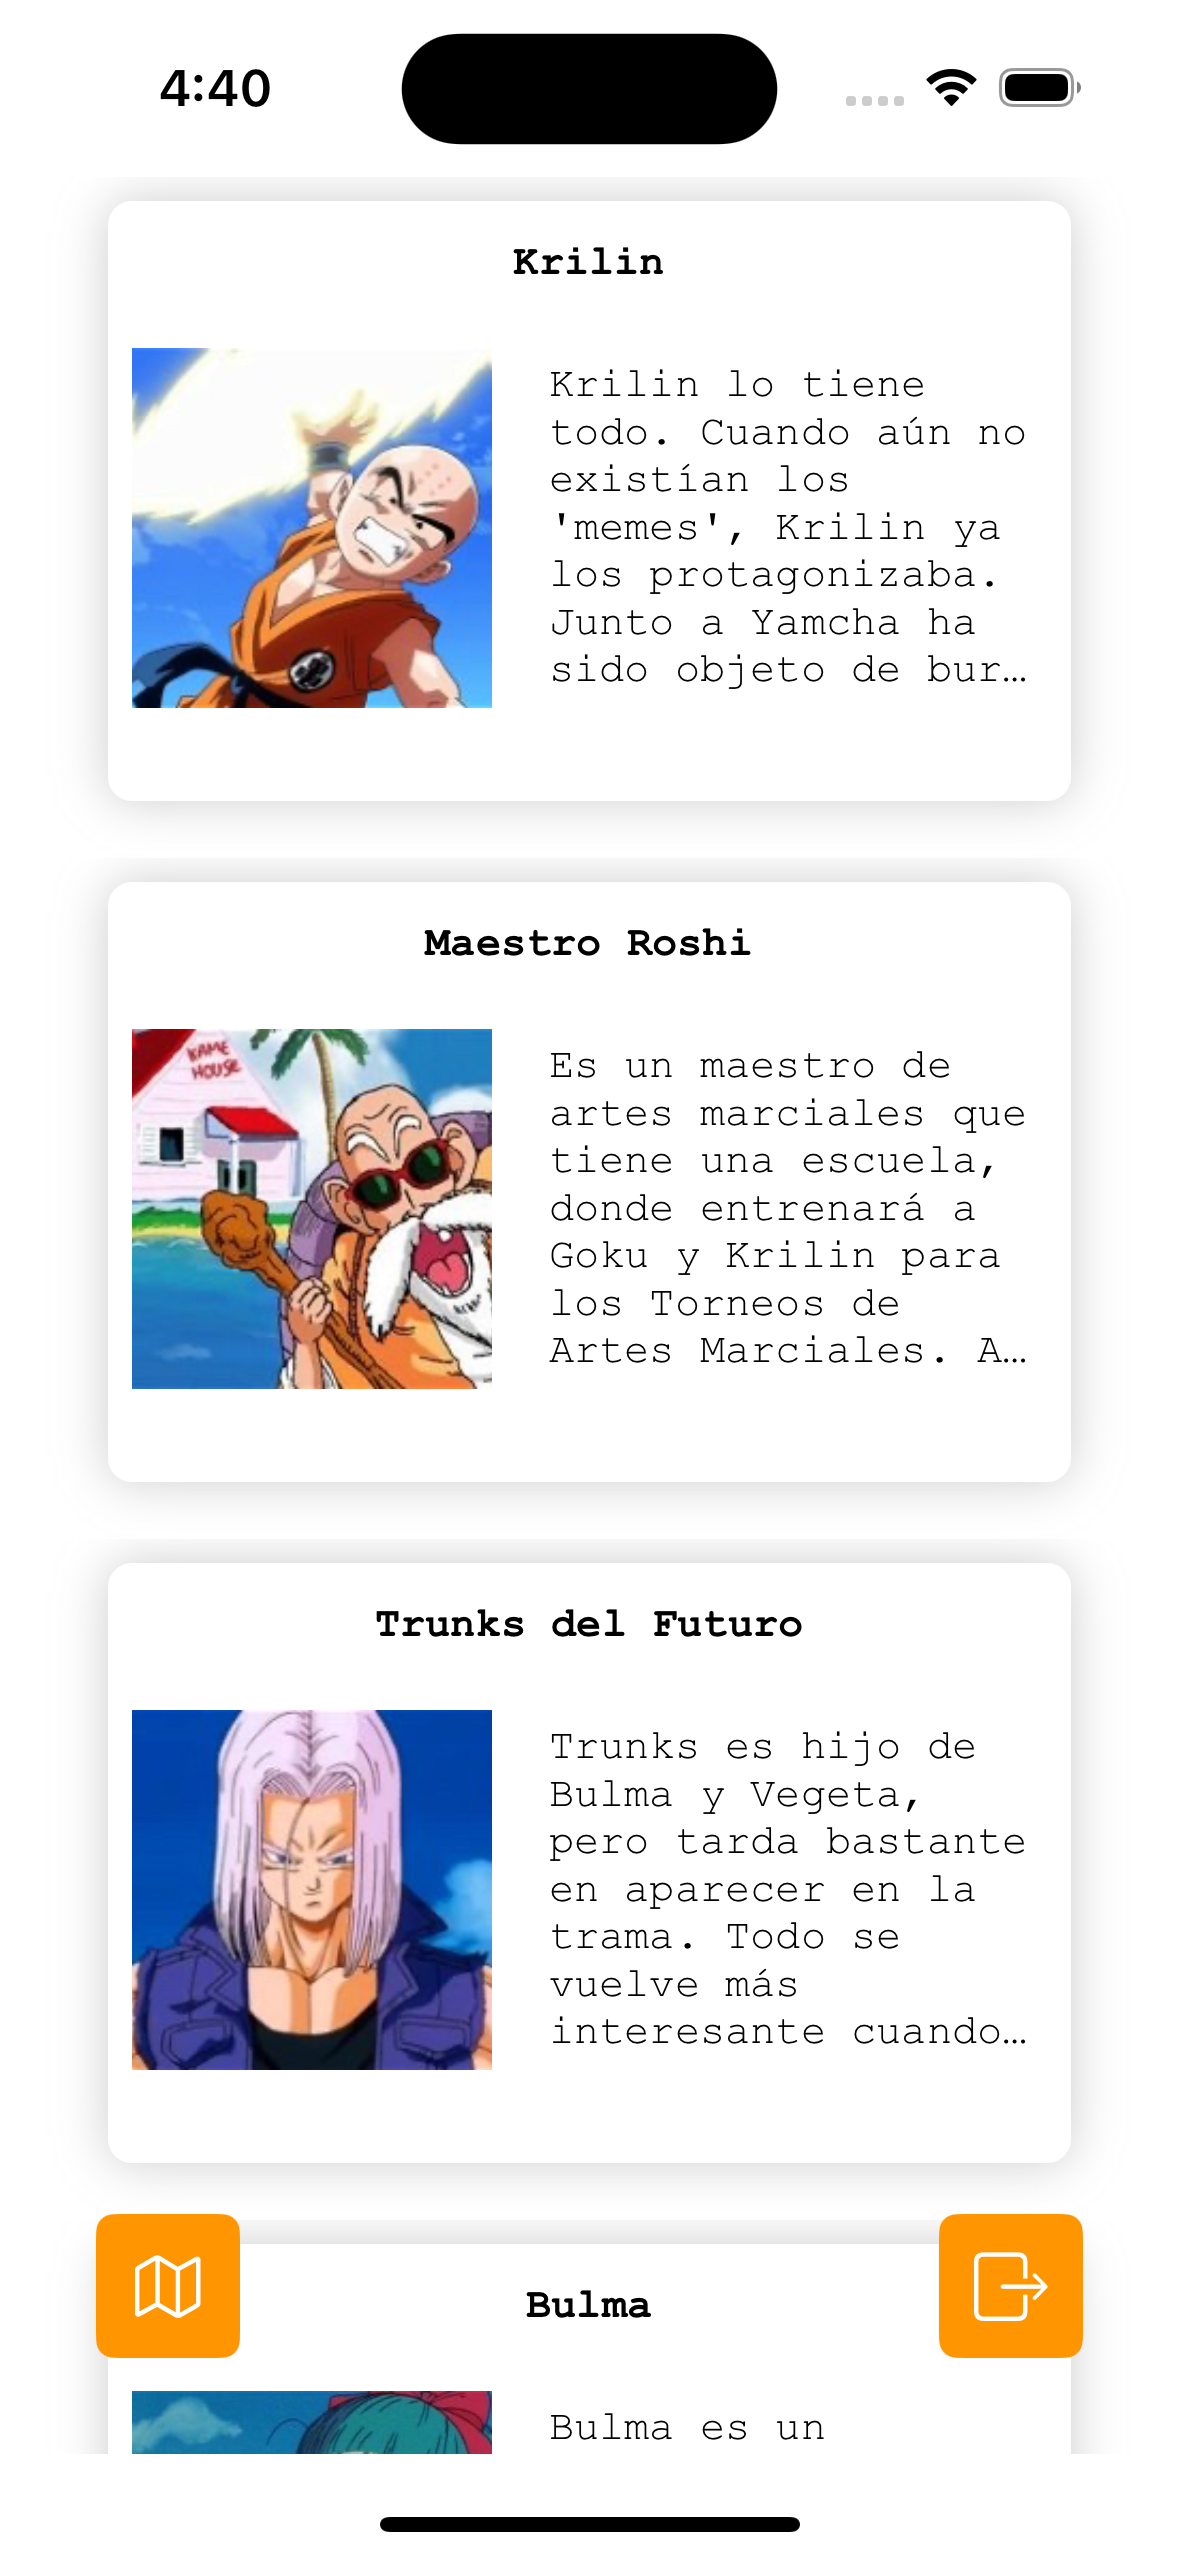 4:40
Krilin
Krilin lo tiene
todo. Cuando aún no
existían los
'memes', Krilin ya
los protagonizaba.
Junto a Yamcha ha
sido objeto de bur…
Maestro Roshi
KAME
HOUSE
Es un maestro de
artes marciales que
tiene una escuela,
donde entrenará a
Goku y Krilin para
los Torneos de
Artes Marciales. A…
Trunks del Futuro
Trunks es hijo de
Bulma y Vegeta,
pero tarda bastante
en aparecer en la
trama. Todo se
vuelve más
interesante cuando…
Bulma
Bulma es un